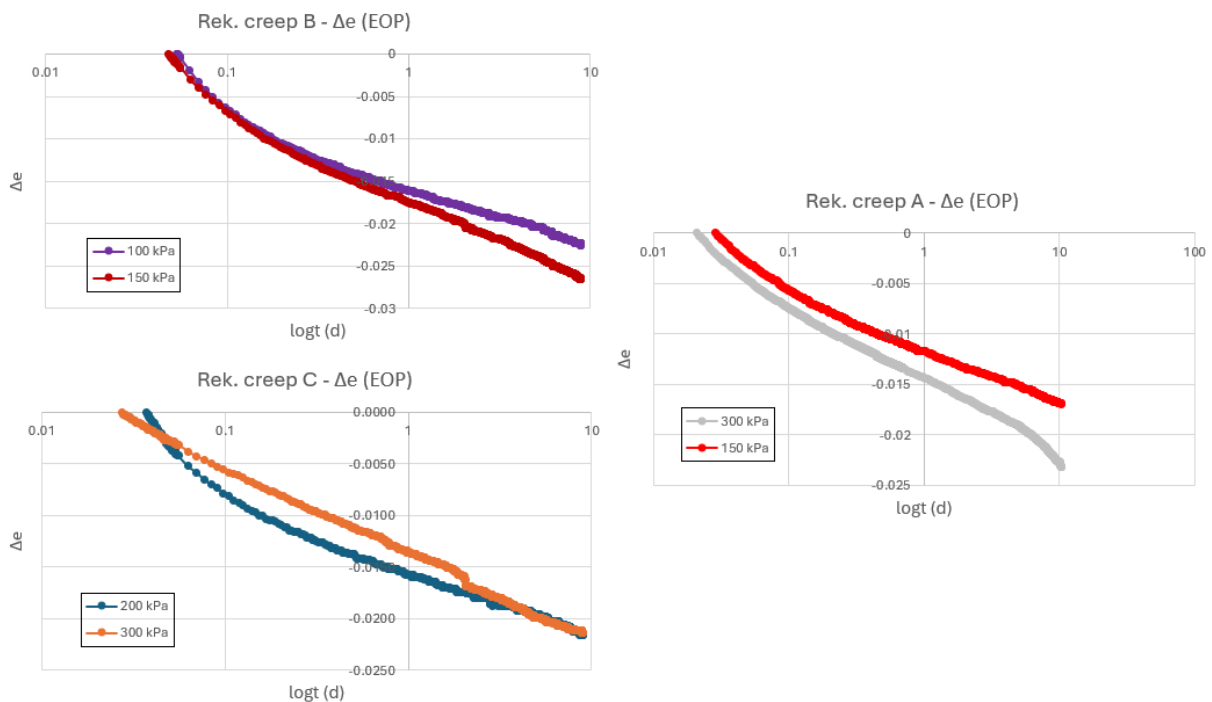 Rek. creep B - Δe (EOP)
0
0.01 0.1 1 10
-0.005
-0.01
-0.02
-0.025
-0.03
Δe
100 kPa
150 kPa
logt (d)
Rek. creep A - Δe (EOP)
0
0.01 0.1 1 10 100
-0.005
-0.01
-0.015
-0.02
-0.025
Δe
300 kPa
150 kPa
logt (d)
Rek. creep C - Δe (EOP)
0.0000
0.01 0.1 1 10
-0.0050
-0.0100
-0.0200
-0.0250
Δe
200 kPa
300 kPa
logt (d)